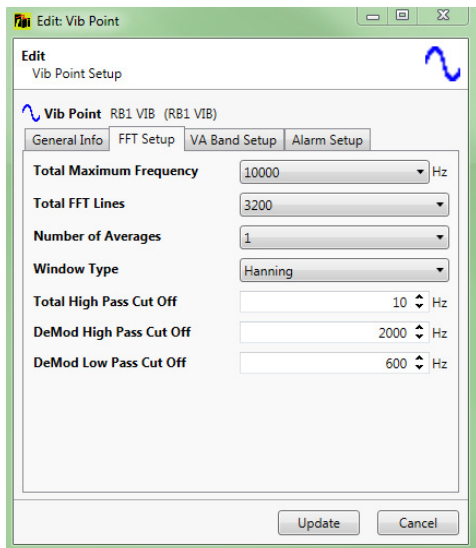 Edit: Vib Point
Edit
Vib Point Setup
Vib Point RB1 VIB (RB1 VIB)
General Info FFT Setup VA Band Setup Alarm Setup
Total Maximum Frequency 10000 Hz
Total FFT Lines 3200
Number of Averages 1
Window Type Hanning
Total High Pass Cut Off 10 Hz
DeMod High Pass Cut Off 2000 Hz
DeMod Low Pass Cut Off 600 Hz
Update Cancel